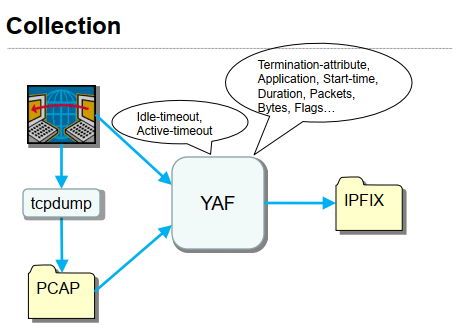 Collection
Termination-attribute,
Application, Start-time,
Duration, Packets,
Bytes, Flags…
Idle-timeout,
Active-timeout
tcpdump
YAF
IPFIX
PCAP